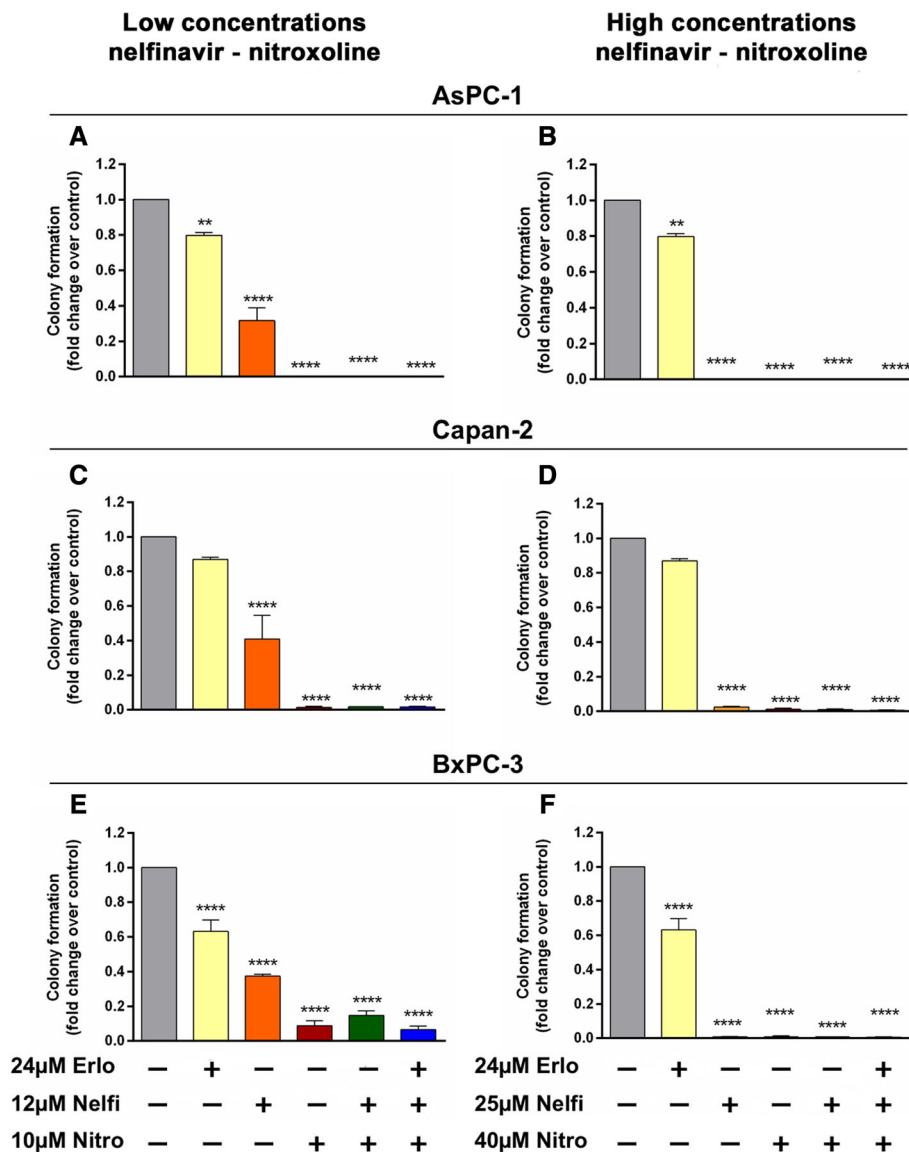 Low concentrations
nelfinavir - nitroxoline
High concentrations
nelfinavir - nitroxoline
AsPC-1
A
Colony formation
(fold change over control)
1.2
1.0
0.8
0.6
0.4
0.2
0.0
**
****
****
****
****
B
Colony formation
(fold change over control)
1.2
1.0
0.8
0.6
0.4
0.2
0.0
**
****
****
****
****
Capan-2
C
Colony formation
(fold change over control)
1.2
1.0
0.8
0.6
0.4
0.2
0.0
****
****
****
****
D
Colony formation
(fold change over control)
1.2
1.0
0.8
0.6
0.4
0.2
0.0
****
****
****
****
BxPC-3
E
Colony formation
(fold change over control)
1.2
1.0
0.8
0.6
0.4
0.2
0.0
****
****
****
****
****
F
Colony formation
(fold change over control)
1.2
1.0
0.8
0.6
0.4
0.2
0.0
****
****
****
****
****
24µM Erlo − + − − − +
12µM Nelfi − − + − + +
10µM Nitro − − − + + +
24µM Erlo − + − − − +
25µM Nelfi − − + − + +
40µM Nitro − − − + + +